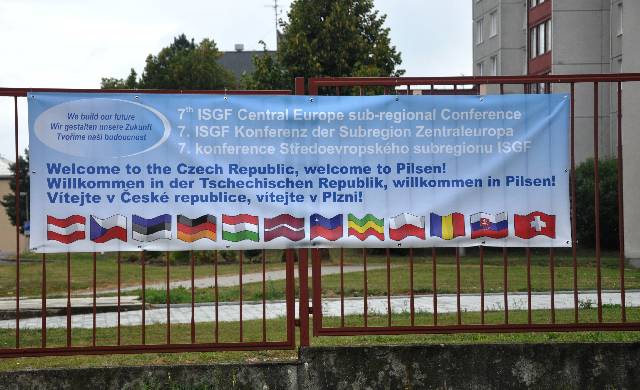 We build our future
Wir gestalten unsere Zukunft
Tvoříme naši budoucnost
7th ISGF Central Europe sub-regional Conference
7. ISGF Konferenz der Subregion Zentraleuropa
7. konference Středoevropského subregionu ISGF
Welcome to the Czech Republic, welcome to Pilsen!
Willkommen in der Tschechischen Republik, willkommen in Pilsen!
Vítejte v České republice, vítejte v Plzni!